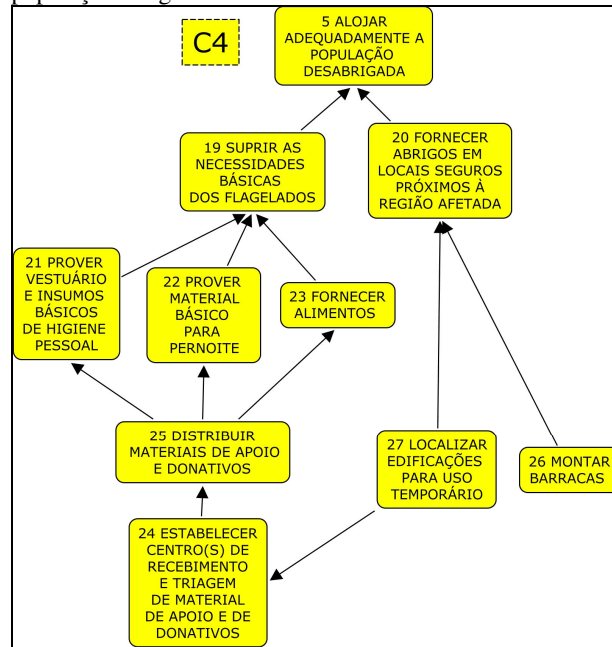 C4
5 ALOJAR
ADEQUADAMENTE A
POPULAÇÃO
DESABRIGADA
19 SUPRIR AS
NECESSIDADES
BÁSICAS
DOS FLAGELADOS
20 FORNECER
ABRIGOS EM
LOCAIS SEGUROS
PRÓXIMOS À
REGIÃO AFETADA
21 PROVER
VESTUÁRIO
E INSUMOS
BÁSICOS
DE HIGIENE
PESSOAL
22 PROVER
MATERIAL
BÁSICO
PARA
PERNOITE
23 FORNECER
ALIMENTOS
25 DISTRIBUIR
MATERIAIS DE APOIO
E DONATIVOS
27 LOCALIZAR
EDIFICAÇÕES
PARA USO
TEMPORÁRIO
26 MONTAR
BARRACAS
24 ESTABELECER
CENTRO(S) DE
RECEBIMENTO
E TRIAGEM
DE MATERIAL
DE APOIO E DE
DONATIVOS